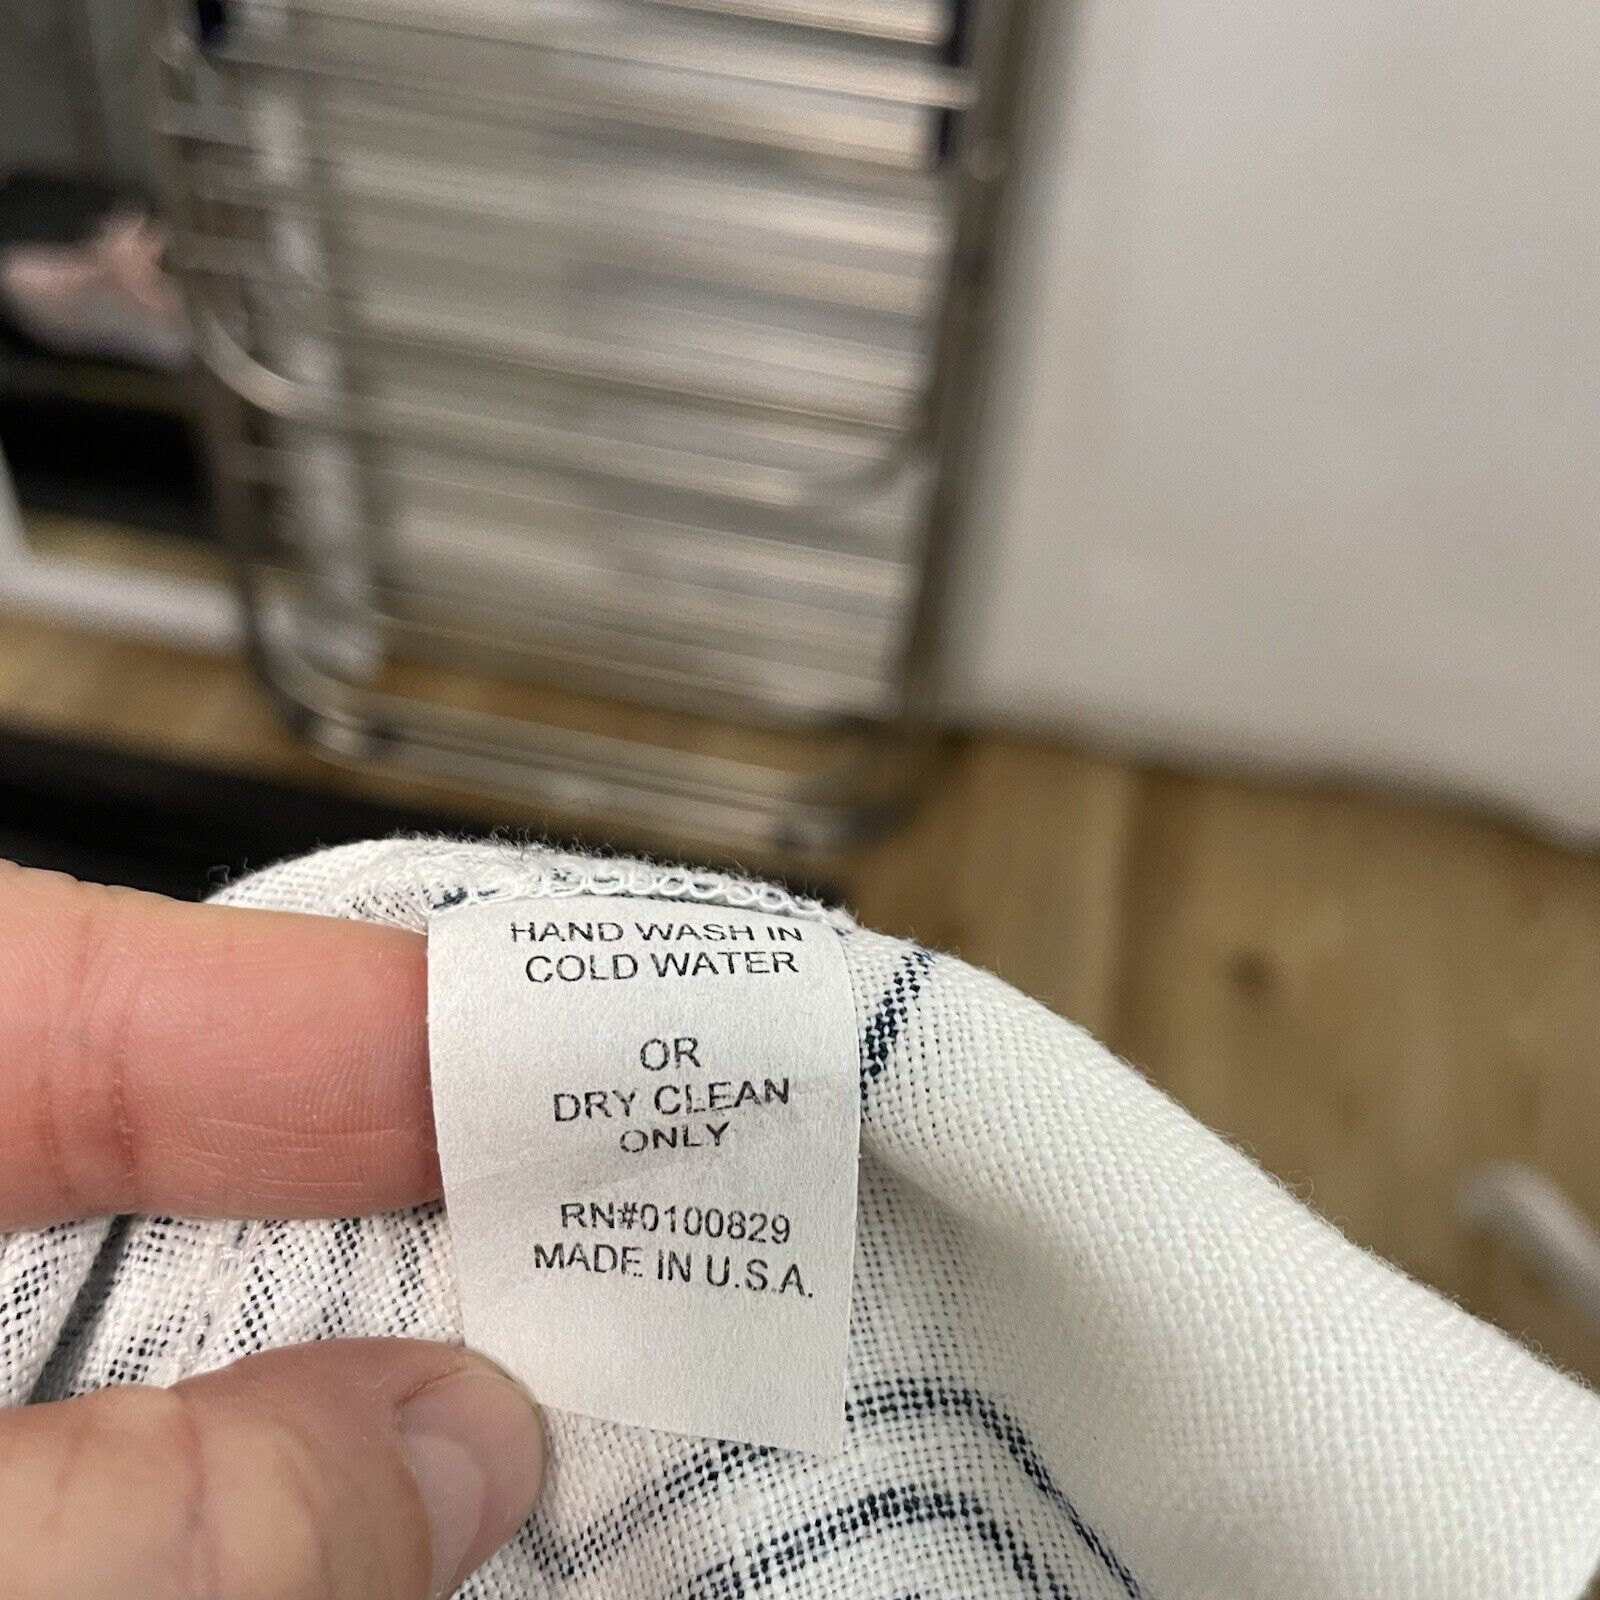 HAND WASH IN
COLD WATER
OR
DRY CLEAN
ONLY
RN#0100829
MADE IN U.S.A.